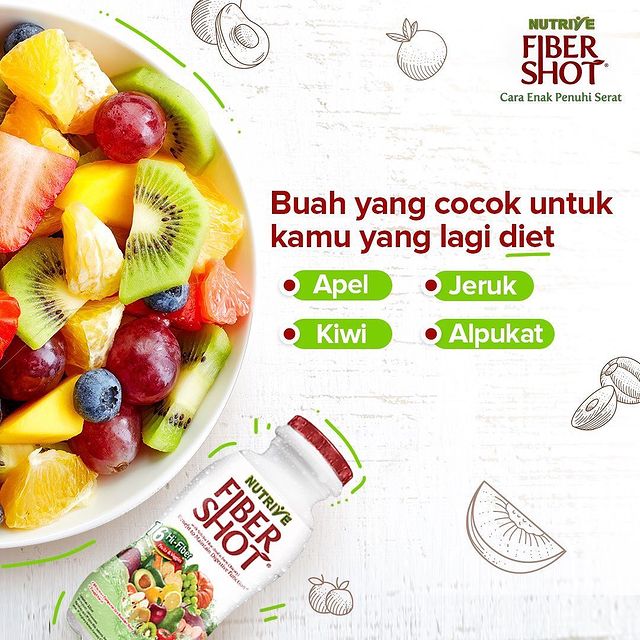 NUTRIVE
FIBER
SHOT®
Cara Enak Penuhi Serat
Buah yang cocok untuk
kamu yang lagi diet
Apel
Jeruk
Kiwi
Alpukat
NUTRIVE
FIBER
SHOT
16 Hi-Fiber